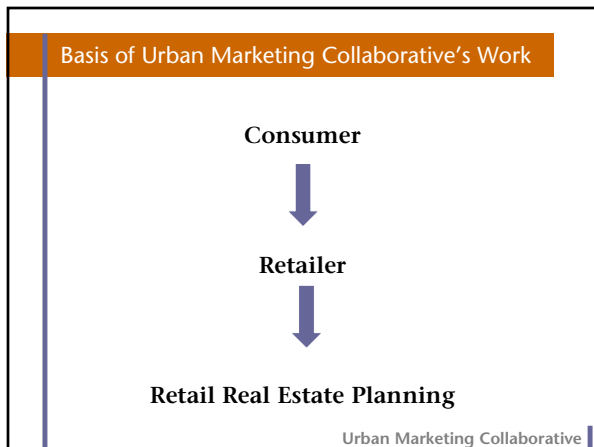 Basis of Urban Marketing Collaborative’s Work
Consumer
Retailer
Retail Real Estate Planning
Urban Marketing Collaborative